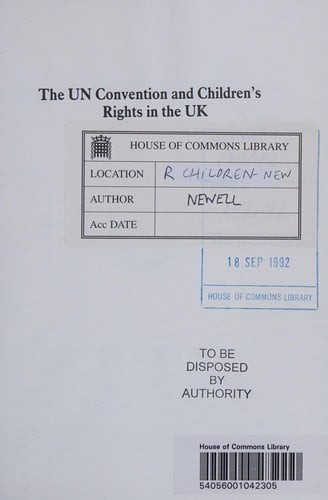 The UN Convention and Children's
Rights in the UK
HOUSE OF COMMONS LIBRARY
LOCATION R CHILDREN NEW
AUTHOR NEWELL
Acc DATE
18 SEP 1992
HOUSE OF COMMONS LIBRARY
TO BE
DISPOSED
BY
AUTHORITY
House of Commons Library
54056001042305